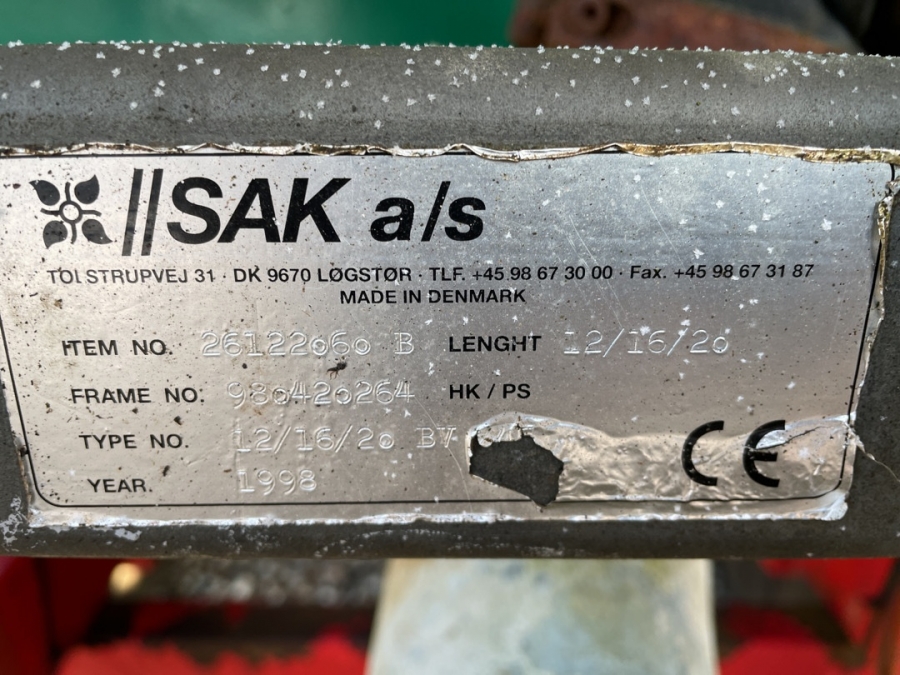 //SAK a/s
TOLSTRUPVEJ 31 · DK 9670 LØGSTØR · TLF. +45 98 67 30 00 · Fax. +45 98 67 31 87
MADE IN DENMARK
ITEM NO. 26122060 B LENGHT 12/16/20
FRAME NO. 980420264 HK / PS
TYPE NO. 12/16/20 BV
YEAR. 1998
CE